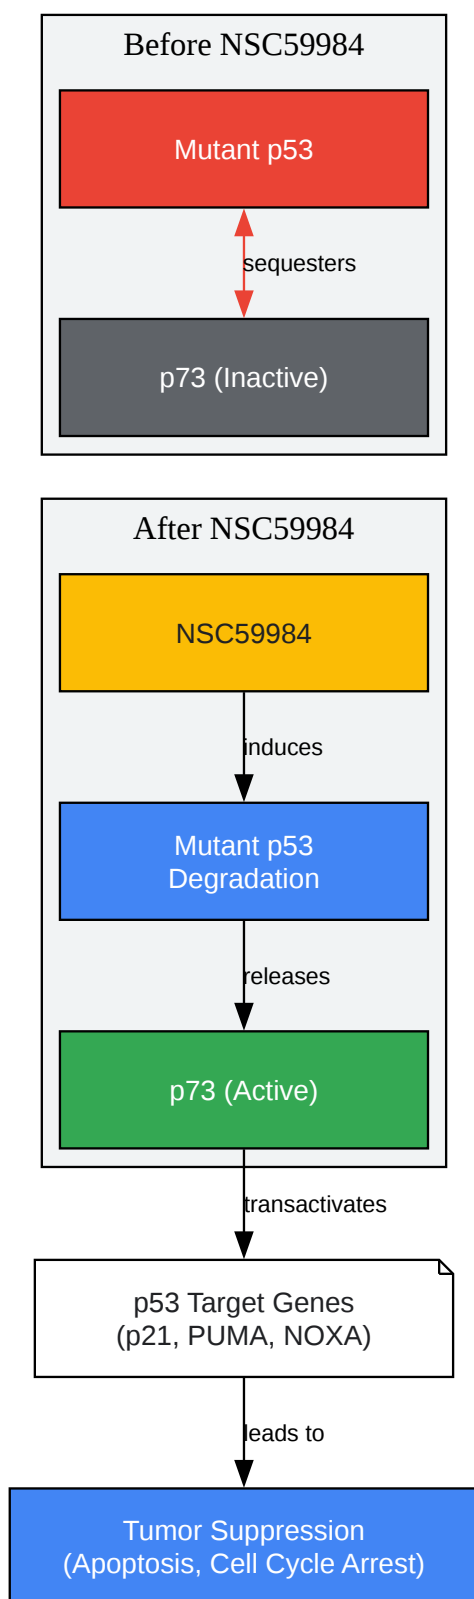 Before NSC59984
Mutant p53
sequesters
p73 (Inactive)
After NSC59984
NSC59984
induces
Mutant p53
Degradation
releases
p73 (Active)
transactivates
p53 Target Genes
(p21, PUMA, NOXA)
leads to
Tumor Suppression
(Apoptosis, Cell Cycle Arrest)